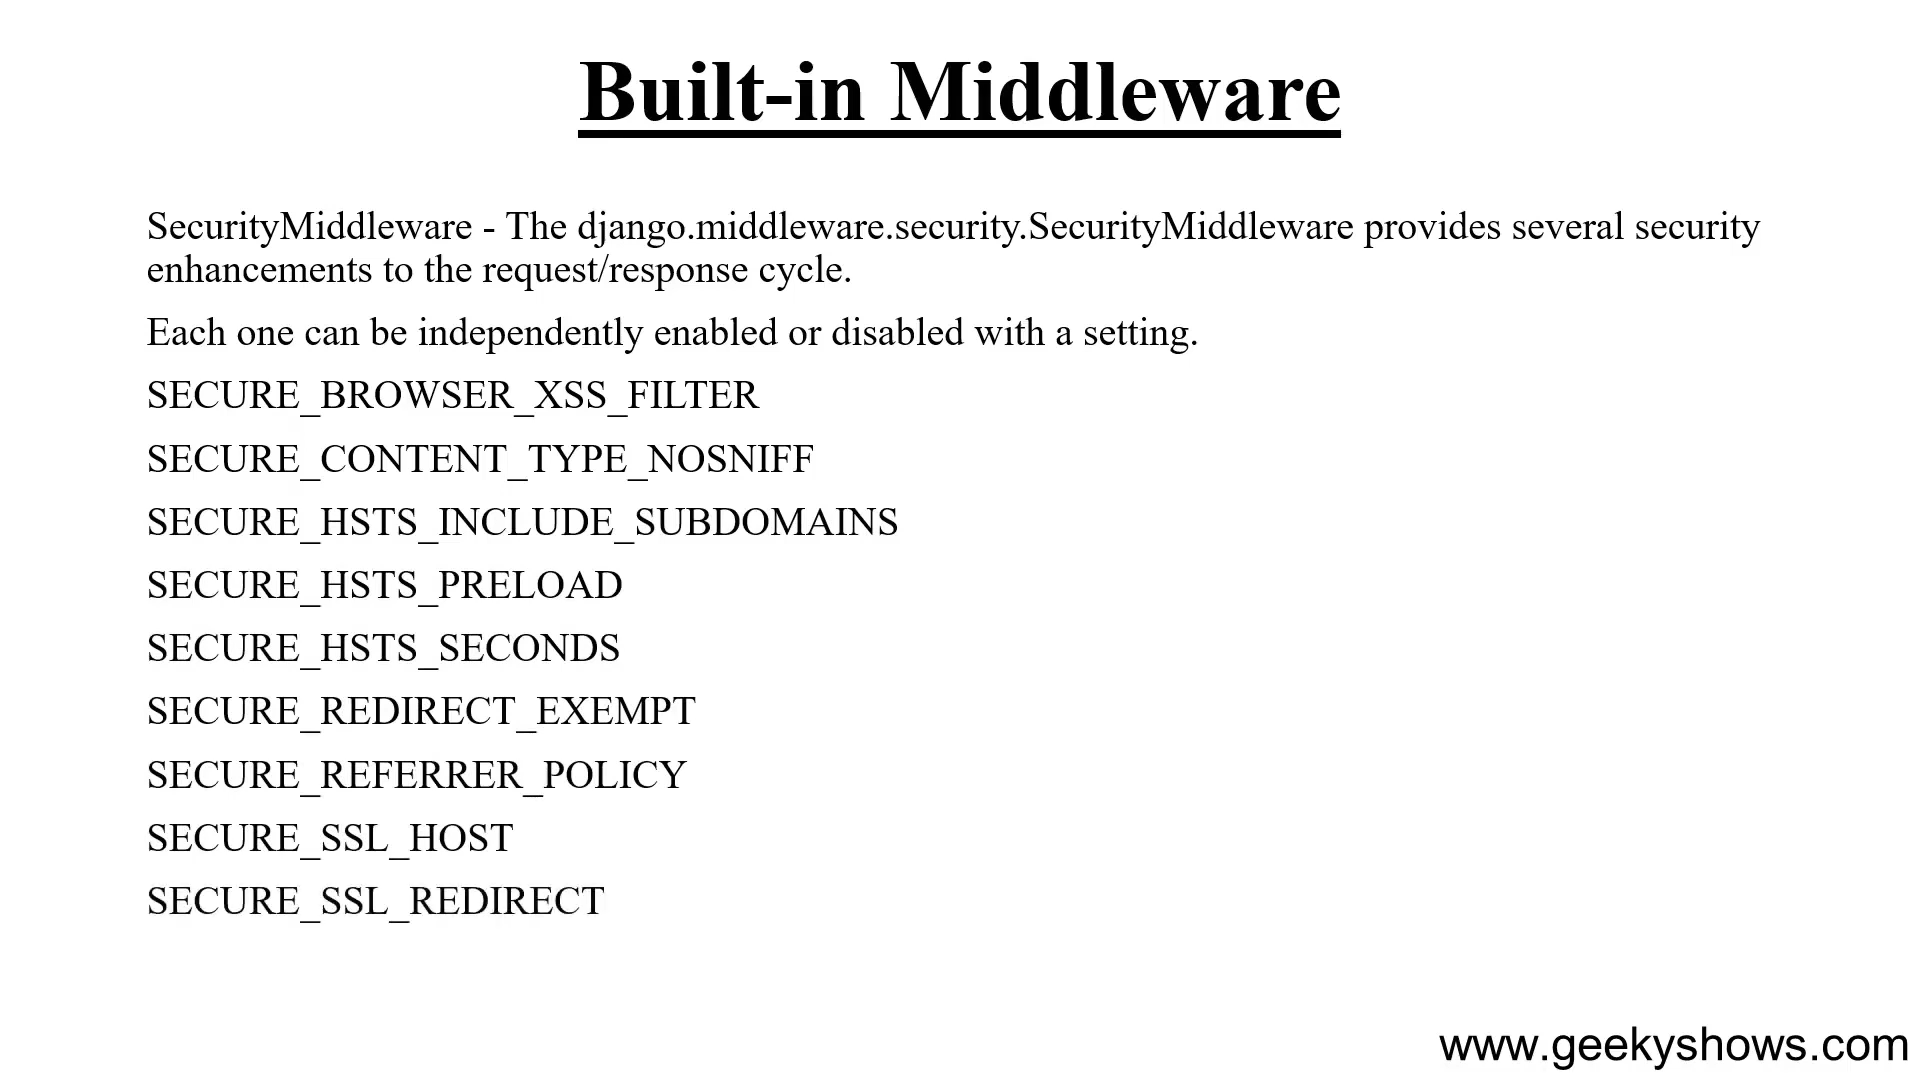 Built-in Middleware
SecurityMiddleware - The django.middleware.security.SecurityMiddleware provides several security
enhancements to the request/response cycle.
Each one can be independently enabled or disabled with a setting.
SECURE_BROWSER_XSS_FILTER
SECURE_CONTENT_TYPE_NOSNIFF
SECURE_HSTS_INCLUDE_SUBDOMAINS
SECURE_HSTS_PRELOAD
SECURE_HSTS_SECONDS
SECURE_REDIRECT_EXEMPT
SECURE_REFERRER_POLICY
SECURE_SSL_HOST
SECURE_SSL_REDIRECT
www.geekyshows.com